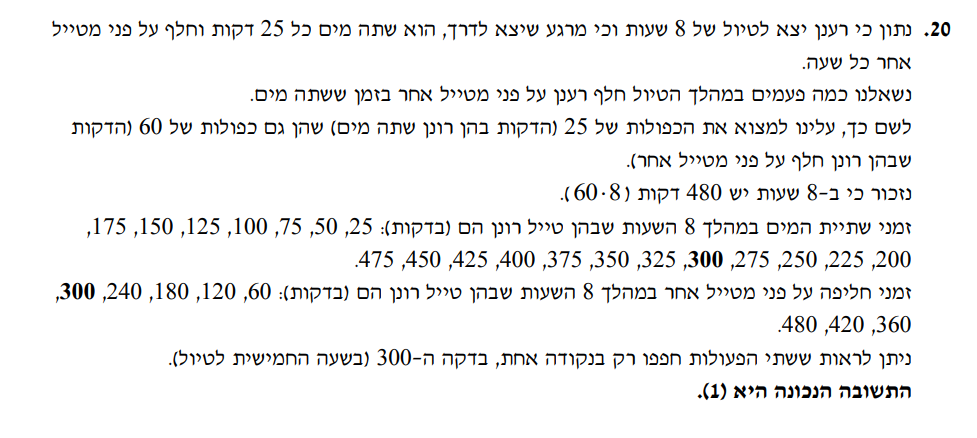 20. נתון כי רענן יצא לטיול של 8 שעות וכי מרגע שיצא לדרך, הוא שתה מים כל 25 דקות וחלף על פני מטייל
אחר כל שעה.
נשאלנו כמה פעמים במהלך הטיול חלף רענן על פני מטייל אחר בזמן ששתה מים.
לשם כך, עלינו למצוא את הכפולות של 25 (הדקות בהן רונן שתה מים) שהן גם כפולות של 60 (הדקות
שבהן רונן חלף על פני מטייל אחר).
נזכור כי ב-8 שעות יש 480 דקות (60·8).
זמני שתיית המים במהלך 8 השעות שבהן טייל רונן הם (בדקות): 25, 50, 75, 100, 125, 150, 175,
200, 225, 250, 275, 300, 325, 350, 375, 400, 425, 450, 475.
זמני חליפה על פני מטייל אחר במהלך 8 השעות שבהן טייל רונן הם (בדקות): 60, 120, 180, 240, 300,
360, 420, 480.
ניתן לראות ששתי הפעולות חפפו רק בנקודה אחת, בדקה ה-300 (בשעה החמישית לטיול).
התשובה הנכונה היא (1).